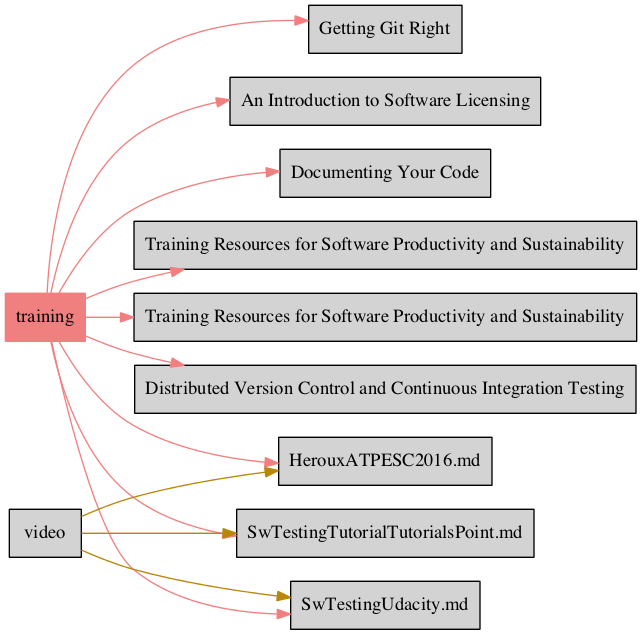 Getting Git Right
An Introduction to Software Licensing
Documenting Your Code
Training Resources for Software Productivity and Sustainability
training
Training Resources for Software Productivity and Sustainability
Distributed Version Control and Continuous Integration Testing
HerouxATPESC2016.md
video
SwTestingTutorialTutorialsPoint.md
SwTestingUdacity.md